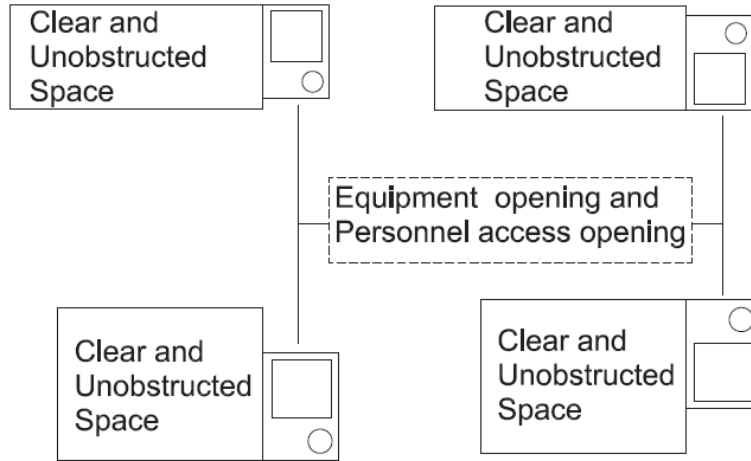 Clear and
Unobstructed
Space
Clear and
Unobstructed
Space
Equipment opening and
Personnel access opening
Clear and
Unobstructed
Space
Clear and
Unobstructed
Space